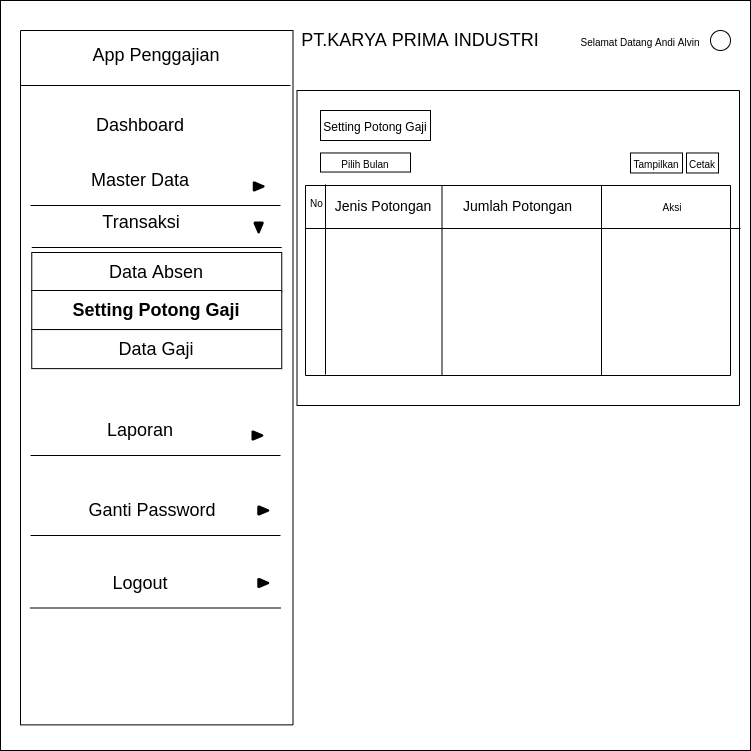 App Penggajian
PT.KARYA PRIMA INDUSTRI
Selamat Datang Andi Alvin
Dashboard
Master Data
Transaksi
Data Absen
Setting Potong Gaji
Data Gaji
Laporan
Ganti Password
Logout
Setting Potong Gaji
Pilih Bulan
Tampilkan
Cetak
No
Jenis Potongan
Jumlah Potongan
Aksi